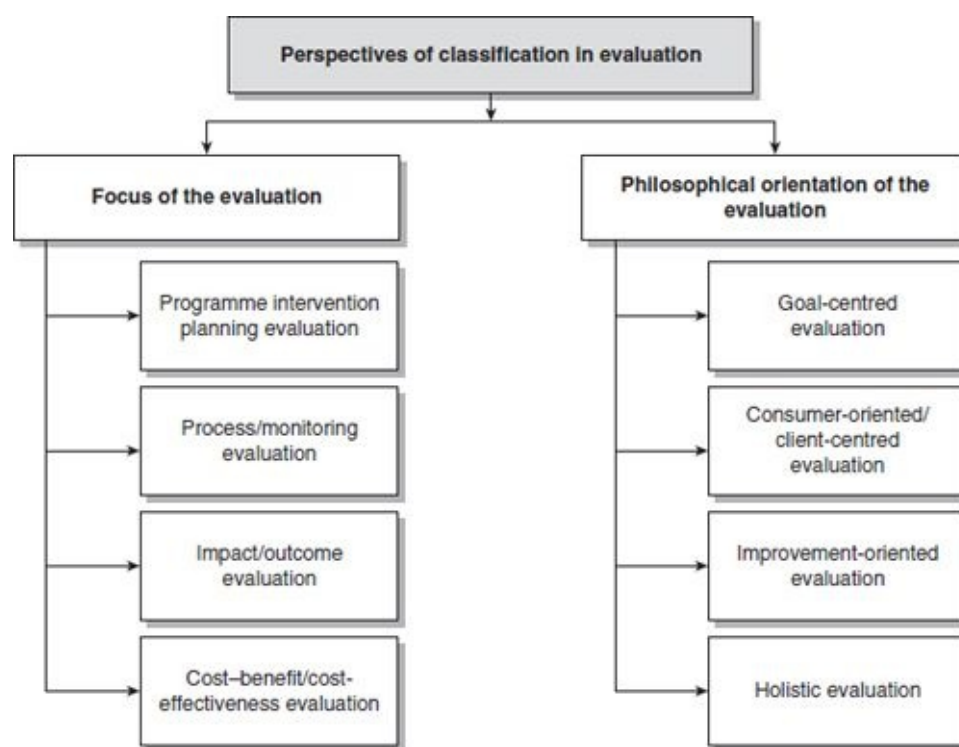 Perspectives of classification in evaluation
Focus of the evaluation
Programme intervention
planning evaluation
Process/monitoring
evaluation
Impact/outcome
evaluation
Cost–benefit/cost-
effectiveness evaluation
Philosophical orientation of the
evaluation
Goal-centred
evaluation
Consumer-oriented/
client-centred
evaluation
Improvement-oriented
evaluation
Holistic evaluation